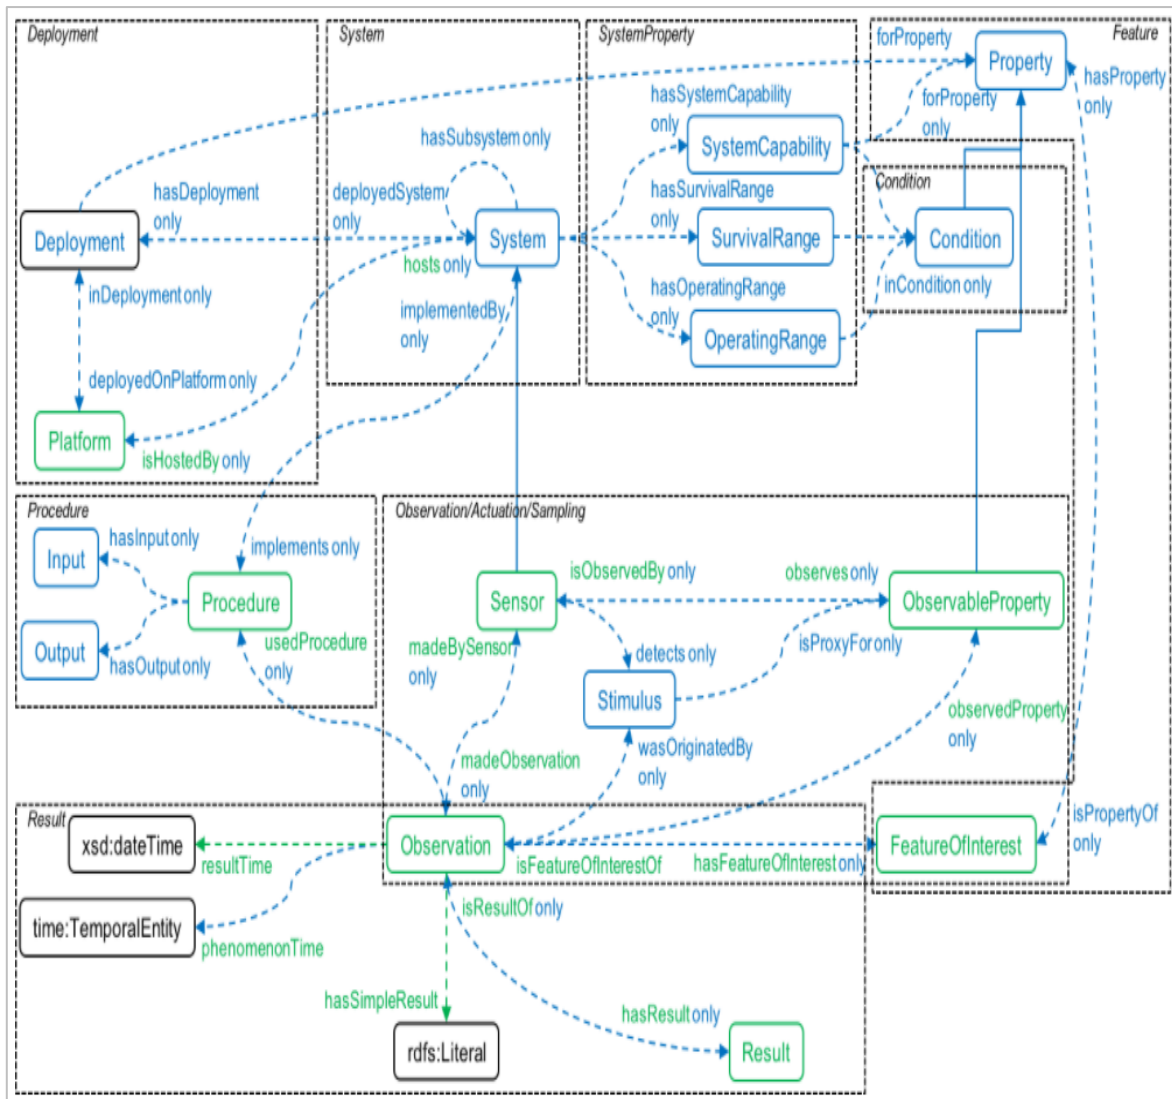 Deployment
System
SystemProperty
Feature
forProperty
Property
hasProperty
only
hasSystemCapability
only
forProperty
only
SystemCapability
hasSubsystem only
hasDeployment
only
deployedSystem
only
hasSurvivalRange
only
Condition
Deployment
System
SurvivalRange
Condition
hosts only
inDeployment only
implementedBy
only
hasOperatingRange
only
inCondition only
OperatingRange
deployedOnPlatform only
Platform
isHostedBy only
Procedure
Observation/Actuation/Sampling
Input
hasInput only
implements only
isObservedBy only
observes only
Procedure
Sensor
ObservableProperty
Output
hasOutput only
usedProcedure
only
madeBySensor
only
detects only
isProxyFor only
Stimulus
observedProperty
only
wasOriginatedBy
only
madeObservation
only
Result
xsd:dateTime
resultTime
Observation
isFeatureOfInterestOf
hasFeatureOfInterest only
FeatureOfInterest
isPropertyOf
only
time:TemporalEntity
phenomenonTime
isResultOf only
hasSimpleResult
hasResult only
rdfs:Literal
Result